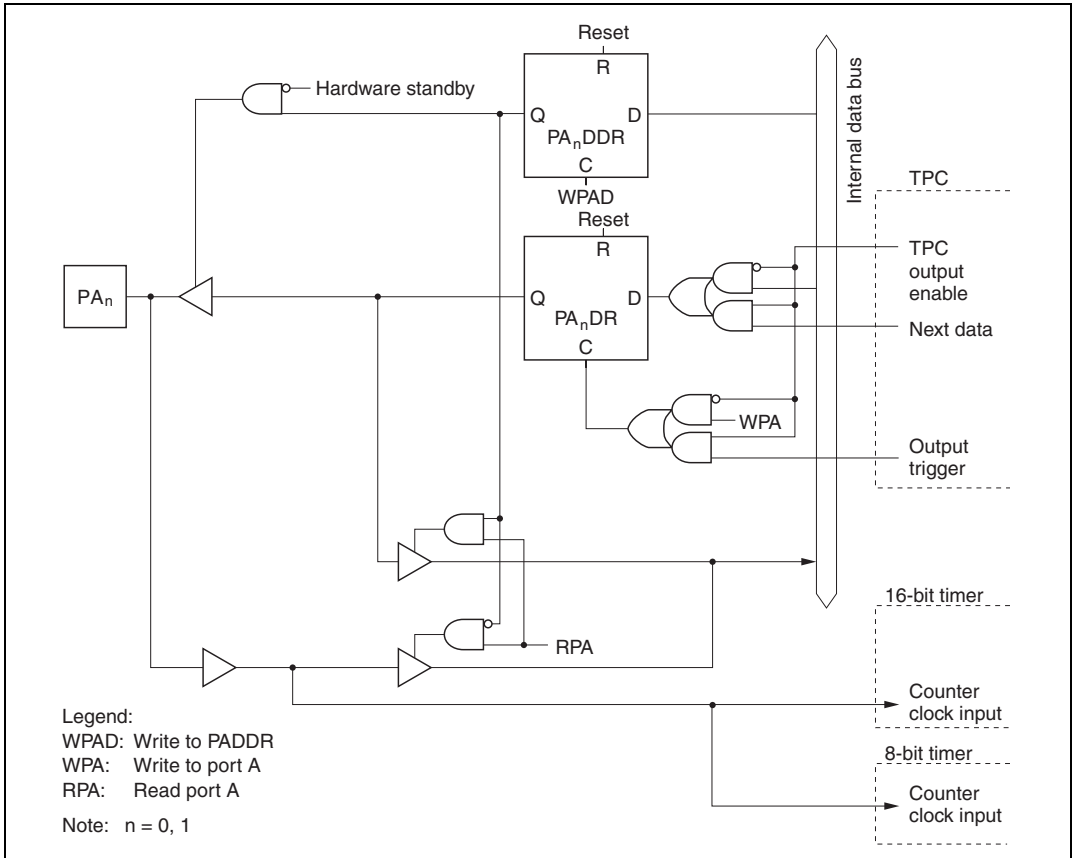 Reset
R
Hardware standby
Q
D
PAnDDR
C
WPAD
Internal data bus
TPC
Reset
R
TPC
output
enable
PAn
Q
D
PAnDR
C
Next data
WPA
Output
trigger
16-bit timer
RPA
Counter
clock input
8-bit timer
Counter
clock input
Legend:
WPAD: Write to PADDR
WPA: Write to port A
RPA: Read port A
Note: n = 0, 1